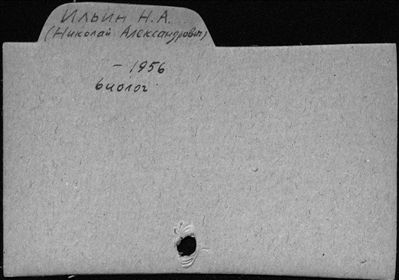 Ильин Н.А.
(Николай Александрович)
– 1956
биолог